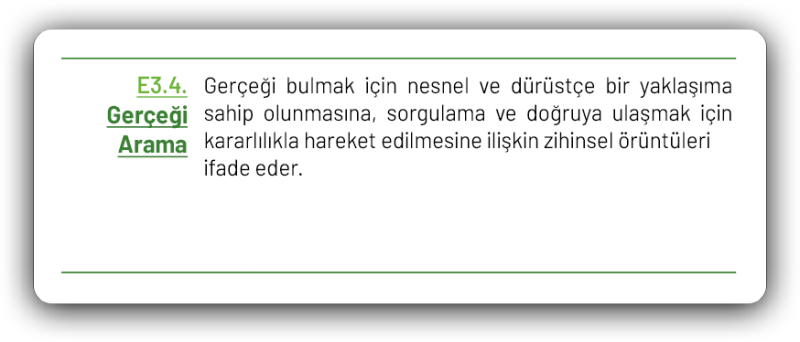 E3.4.
Gerçeği
Arama
Gerçeği bulmak için nesnel ve dürüstçe bir yaklaşıma
sahip olunmasına, sorgulama ve doğruya ulaşmak için
kararlılıkla hareket edilmesine ilişkin zihinsel örüntüleri
ifade eder.